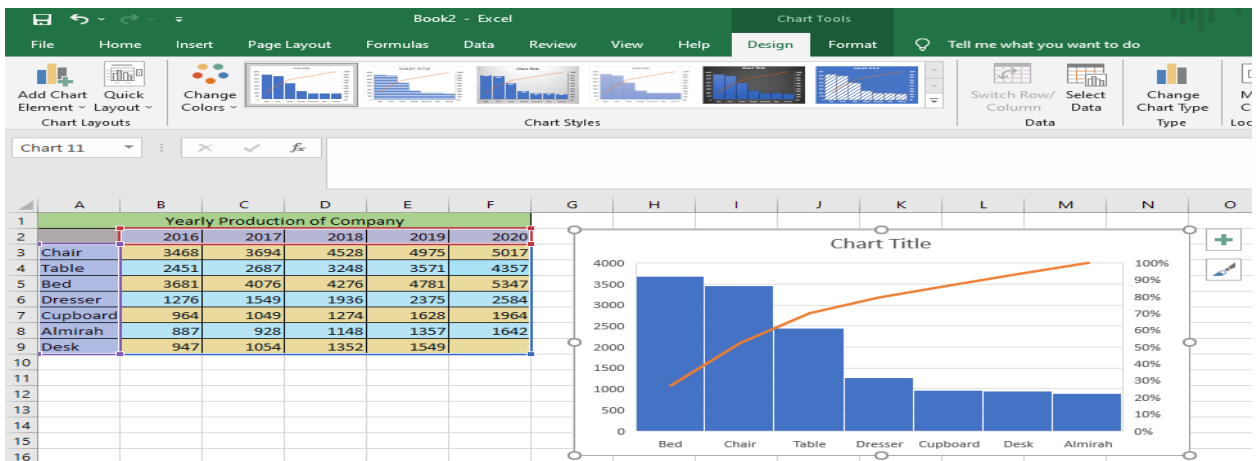 Book2 - Excel
Chart Tools
File Home Insert Page Layout Formulas Data Review View Help Design Format Tell me what you want to do
Add Chart Element
Quick Layout
Change Colors
Switch Row/ Column
Select Data
Change Chart Type
Chart Layouts
Chart Styles
Data
Type
Chart 11
fx
A B C D E F G H I J K L M N O
1 Yearly Production of Company
2 2016 2017 2018 2019 2020
3 Chair 3468 3694 4528 4975 5017
4 Table 2451 2687 3248 3571 4357
5 Bed 3681 4076 4276 4781 5347
6 Dresser 1276 1549 1936 2375 2584
7 Cupboard 964 1049 1274 1628 1964
8 Almirah 887 928 1148 1357 1642
9 Desk 947 1054 1352 1549
10
11
12
13
14
15
16
Chart Title
4000 100%
3500 90%
3000 80%
2500 70%
2000 60%
1500 50%
1000 40%
500 30%
0 20%
10%
0%
Bed Chair Table Dresser Cupboard Desk Almirah